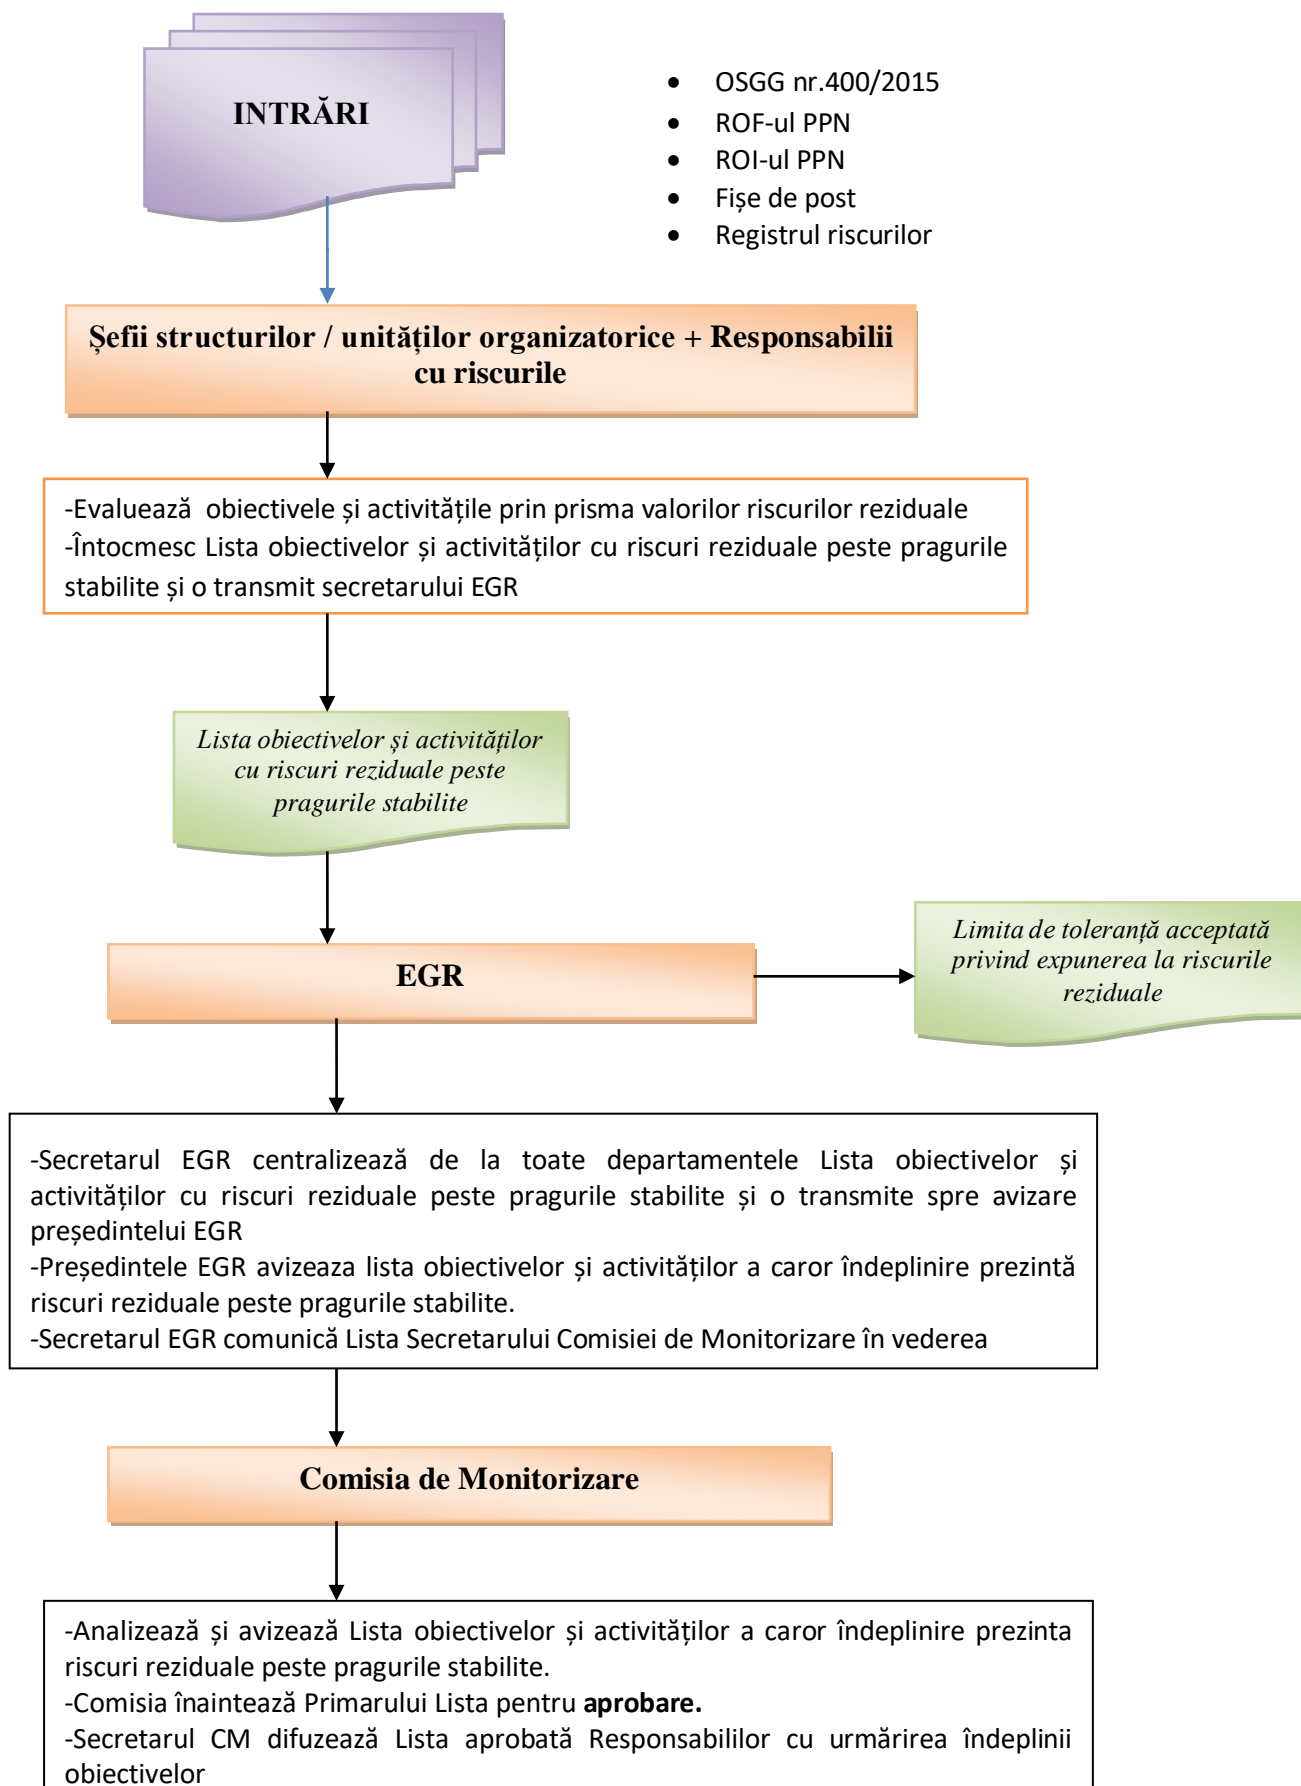 INTRĂRI
• OSGG nr.400/2015
• ROF-ul PPN
• ROI-ul PPN
• Fișe de post
• Registrul riscurilor
Șefii structurilor / unităților organizatorice + Responsabilii
cu riscurile
-Evaluează obiectivele și activitățile prin prisma valorilor riscurilor reziduale
-Întocmesc Lista obiectivelor și activităților cu riscuri reziduale peste pragurile
stabilite și o transmit secretarului EGR
Lista obiectivelor și activităților
cu riscuri reziduale peste
pragurile stabilite
EGR
Limita de toleranță acceptată
privind expunerea la riscurile
reziduale
-Secretarul EGR centralizează de la toate departamentele Lista obiectivelor și
activităților cu riscuri reziduale peste pragurile stabilite și o transmite spre avizare
președintelui EGR
-Președintele EGR avizeaza lista obiectivelor și activităților a caror îndeplinire prezintă
riscuri reziduale peste pragurile stabilite.
-Secretarul EGR comunică Lista Secretarului Comisiei de Monitorizare în vederea
Comisia de Monitorizare
-Analizează și avizează Lista obiectivelor și activităților a caror îndeplinire prezinta
riscuri reziduale peste pragurile stabilite.
-Comisia înaintează Primarului Lista pentru aprobare.
-Secretarul CM difuzează Lista aprobată Responsabililor cu urmărirea îndeplinii
obiectivelor